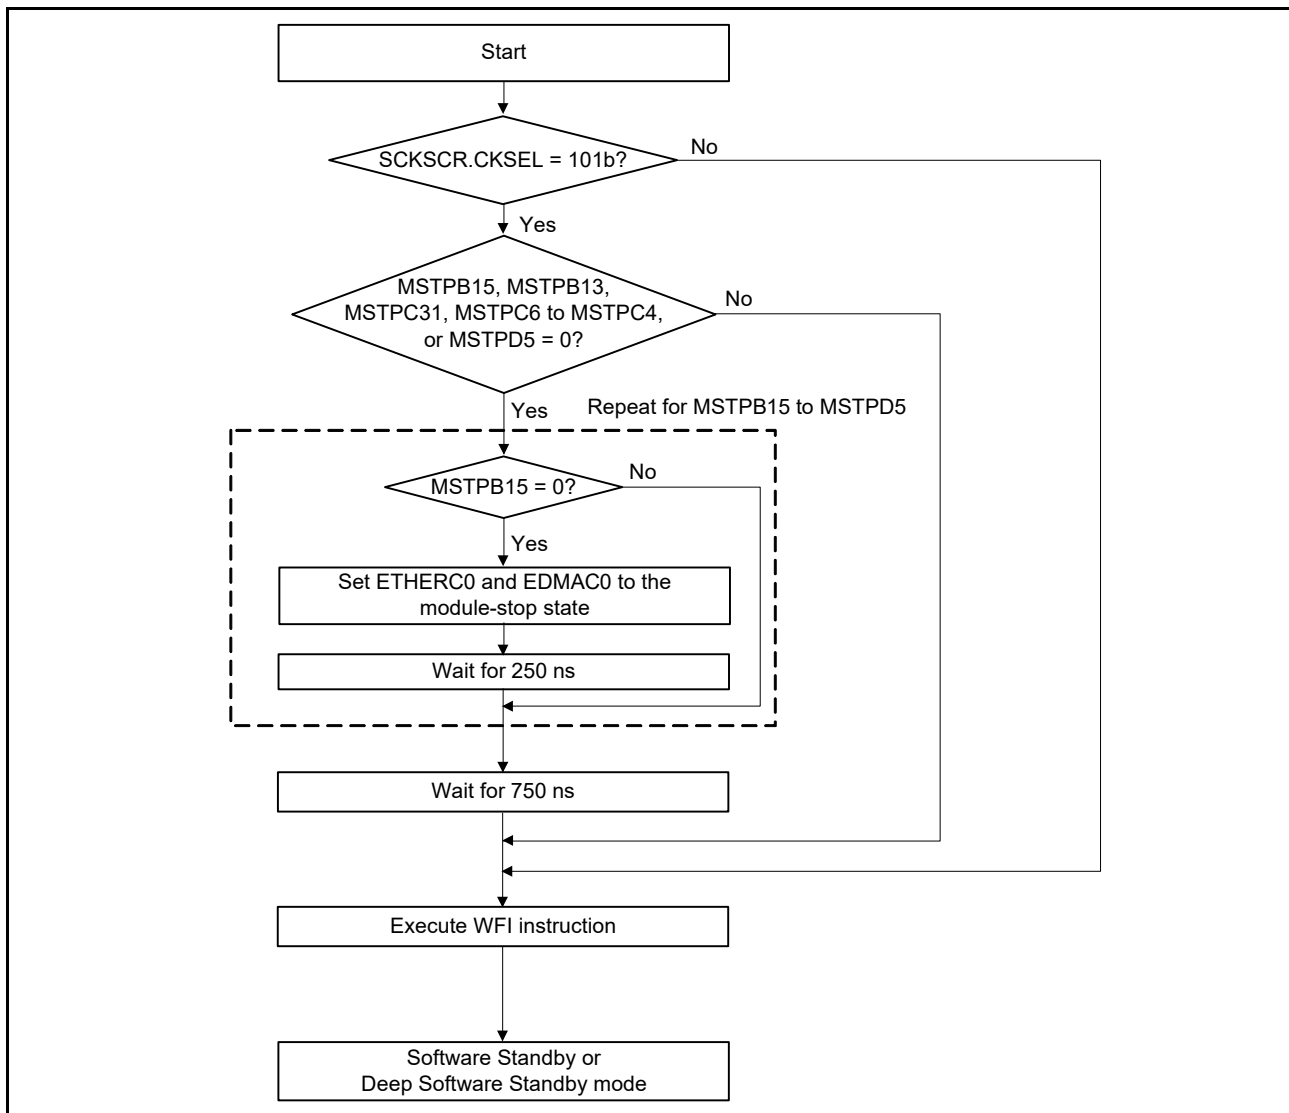 Start
SCKSCR.CKSEL = 101b?
No
Yes
MSTPB15, MSTPB13,
MSTPC31, MSTPC6 to MSTPC4,
or MSTPD5 = 0?
No
Yes
Repeat for MSTPB15 to MSTPD5
MSTPB15 = 0?
No
Yes
Set ETHERC0 and EDMAC0 to the
module-stop state
Wait for 250 ns
Wait for 750 ns
Execute WFI instruction
Software Standby or
Deep Software Standby mode